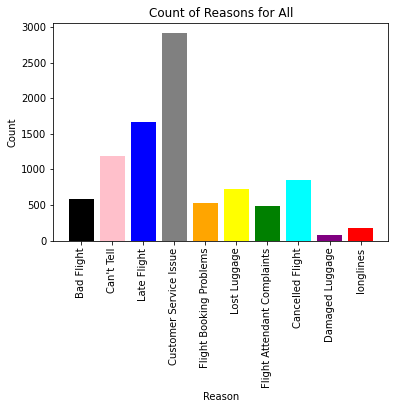 Count of Reasons for All
3000
2500
2000
1500
1000
500
0
Count
Bad Flight
Can't Tell
Late Flight
Customer Service Issue
Flight Booking Problems
Lost Luggage
Flight Attendant Complaints
Cancelled Flight
Damaged Luggage
longlines
Reason